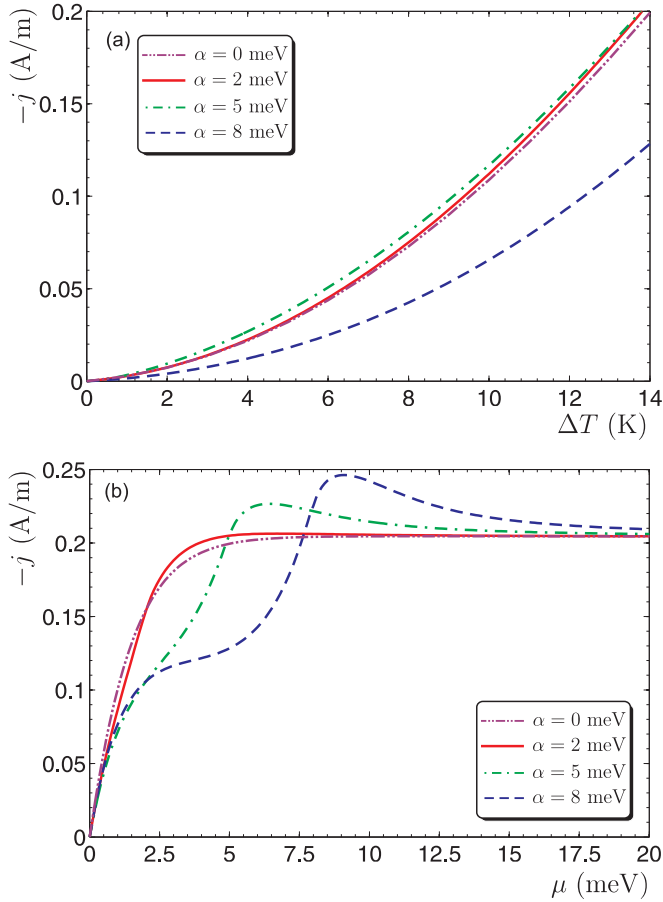 (a)
−j (A/m)
α = 0 meV
α = 2 meV
α = 5 meV
α = 8 meV
0.2
0.15
0.1
0.05
0
0 2 4 6 8 10 12 14
ΔT (K)
(b)
−j (A/m)
0.25
0.2
0.15
0.1
0.05
0
α = 0 meV
α = 2 meV
α = 5 meV
α = 8 meV
0 2.5 5 7.5 10 12.5 15 17.5 20
μ (meV)